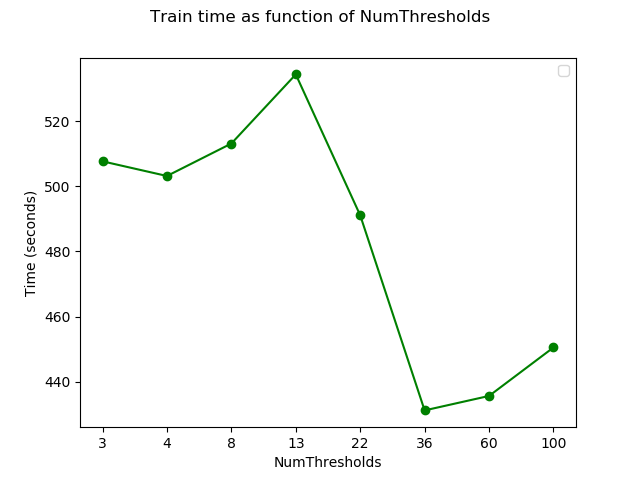 Train time as function of NumThresholds
520
500
480
460
440
Time (seconds)
3 4 8 13 22 36 60 100
NumThresholds